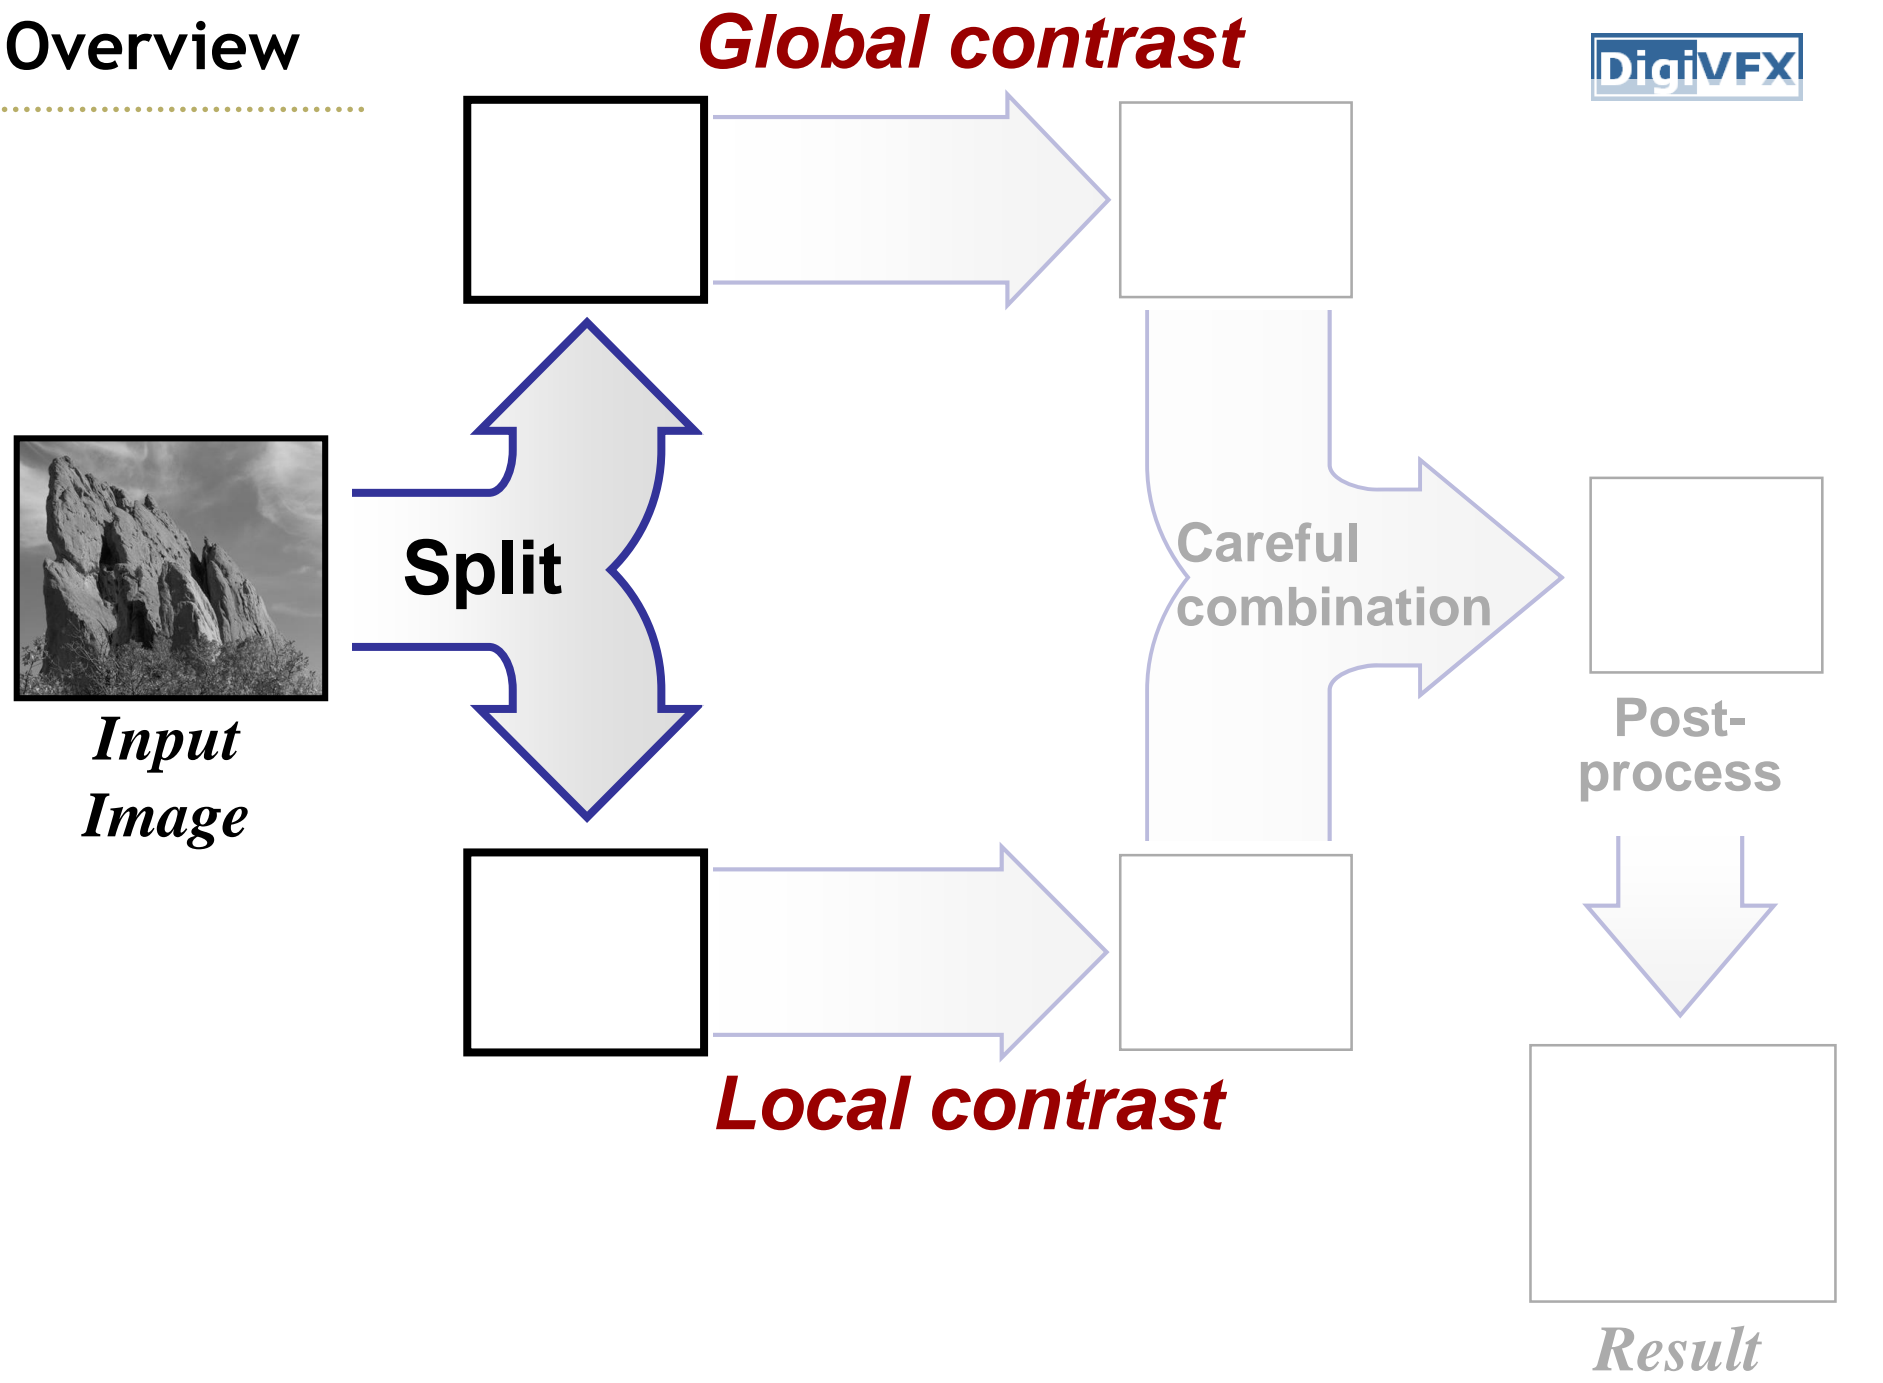 Overview
Global contrast
DigiVFX
Split
Careful
combination
Input
Image
Post-
process
Local contrast
Result